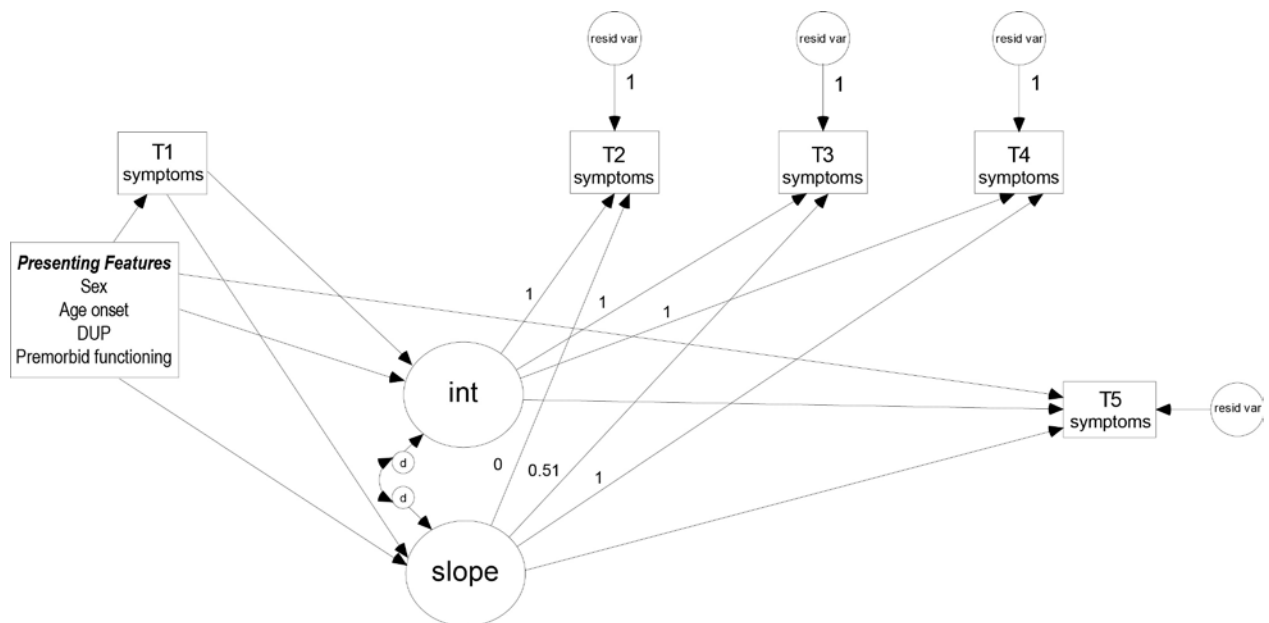 resid var
resid var
resid var
1
1
1
T1
symptoms
T2
symptoms
T3
symptoms
T4
symptoms
Presenting Features
Sex
Age onset
DUP
Premorbid functioning
1
1
1
int
T5
symptoms
resid var
d
d
0
0.51
1
slope